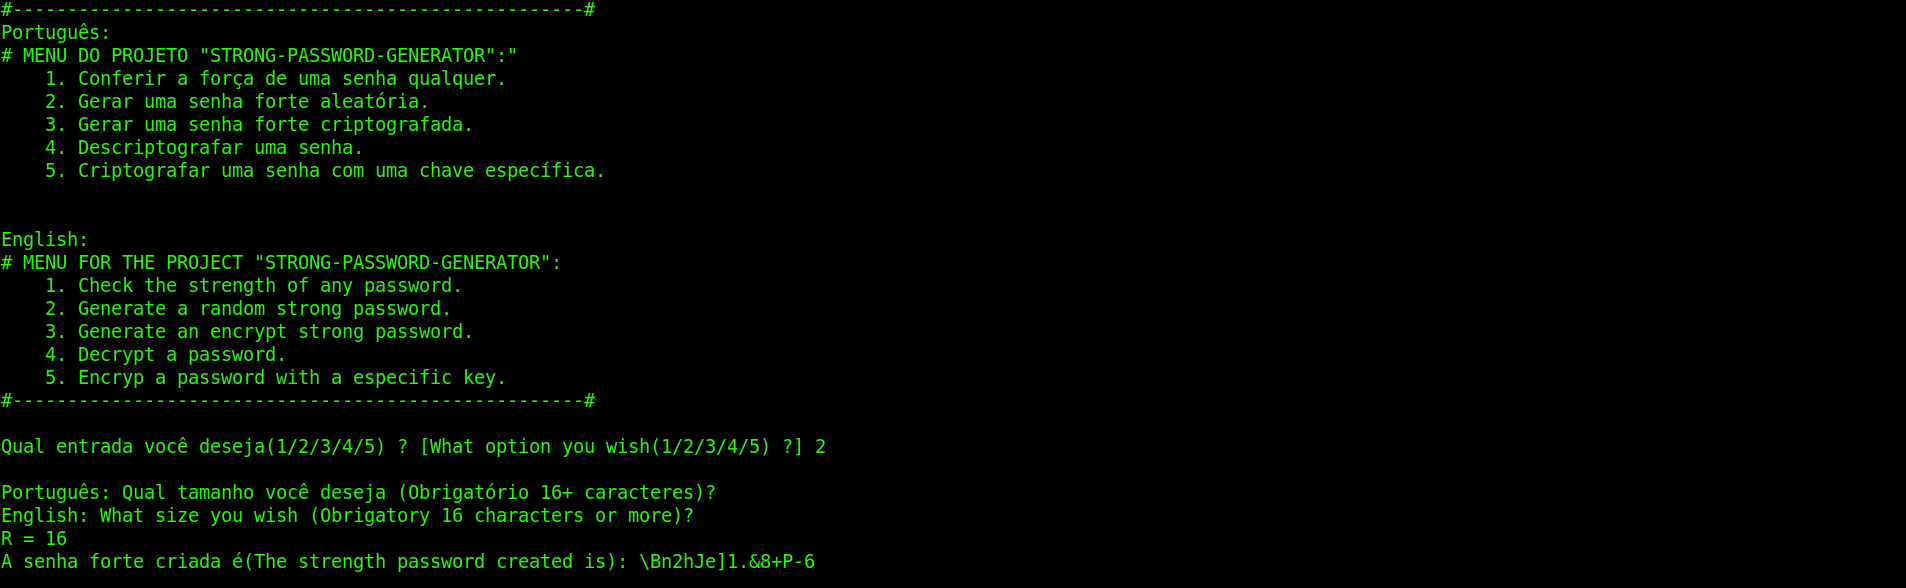 #----------------------------------------------------#
Português:
# MENU DO PROJETO "STRONG-PASSWORD-GENERATOR":"
    1. Conferir a força de uma senha qualquer.
    2. Gerar uma senha forte aleatória.
    3. Gerar uma senha forte criptografada.
    4. Descriptografar uma senha.
    5. Criptografar uma senha com uma chave específica.
English:
# MENU FOR THE PROJECT "STRONG-PASSWORD-GENERATOR":
    1. Check the strength of any password.
    2. Generate a random strong password.
    3. Generate an encrypt strong password.
    4. Decrypt a password.
    5. Encryp a password with a especific key.
#----------------------------------------------------#
Qual entrada você deseja(1/2/3/4/5) ? [What option you wish(1/2/3/4/5) ?] 2
Português: Qual tamanho você deseja (Obrigatório 16+ caracteres)?
English: What size you wish (Obrigatory 16 characters or more)?
R = 16
A senha forte criada é(The strength password created is): \Bn2hJe]1.&8+P-6